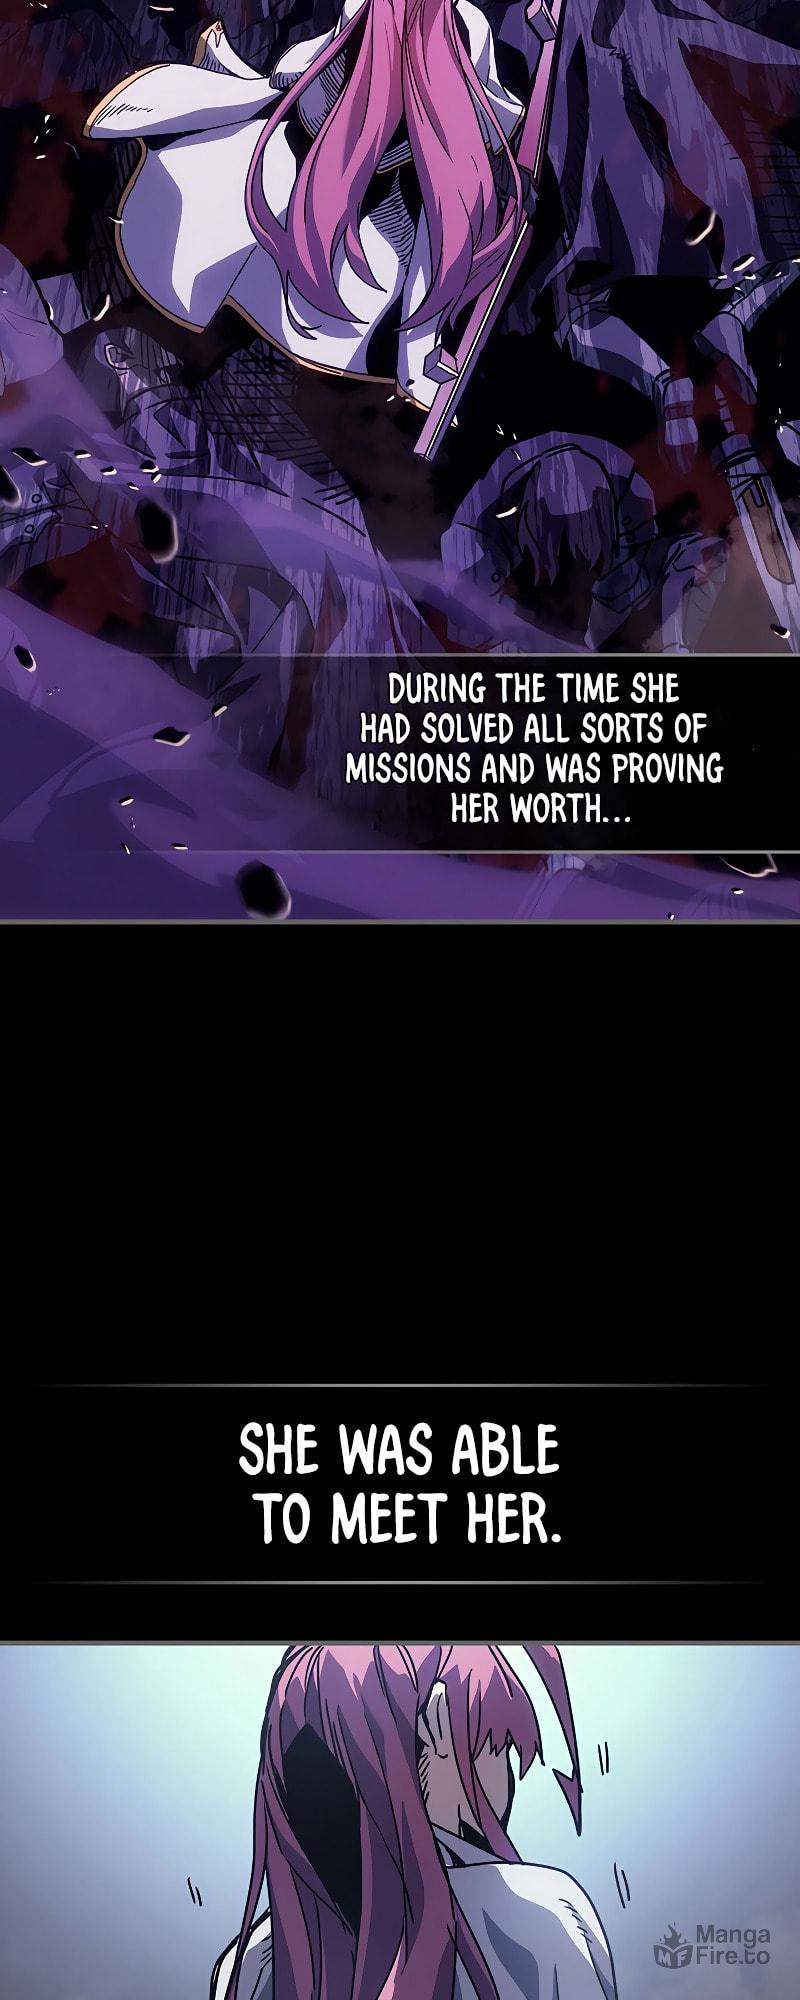 DURING THE TIME SHE
HAD SOLVED ALL SORTS OF
MISSIONS AND WAS PROVING
HER WORTH...
SHE WAS ABLE
TO MEET HER.
Manga
Fire.to